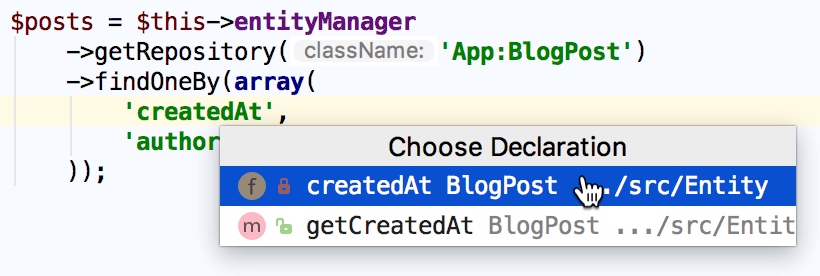 $posts = $this->entityManager
->getRepository( className: 'App:BlogPost')
->findOneBy(array(
'createdAt',
'author
Choose Declaration
f createdAt BlogPost .../src/Entity
));
m getCreatedAt BlogPost .../src/Entit